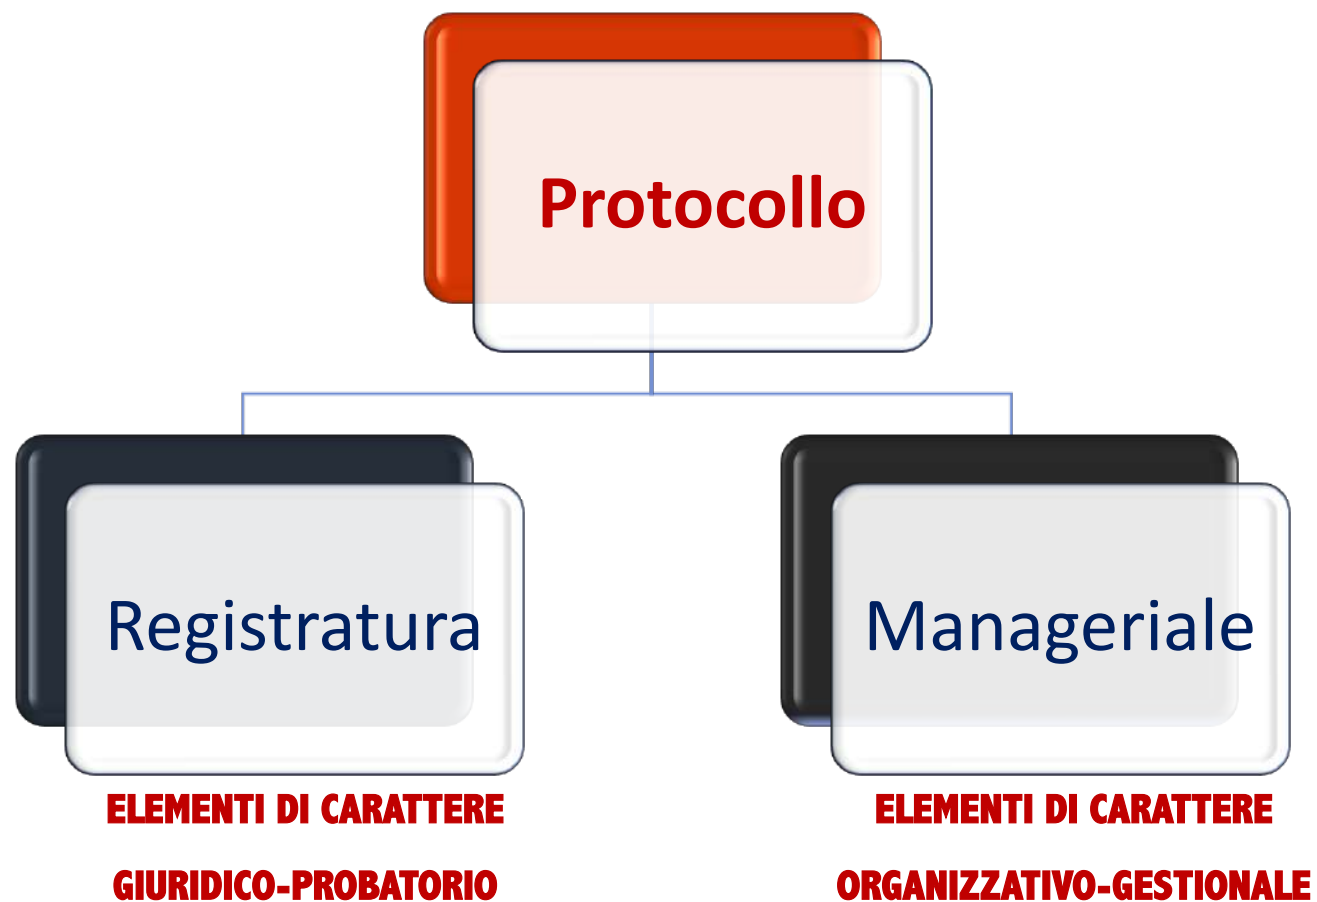 Protocollo
Registratura
Manageriale
ELEMENTI DI CARATTERE
GIURIDICO-PROBATORIO
ELEMENTI DI CARATTERE
ORGANIZZATIVO-GESTIONALE